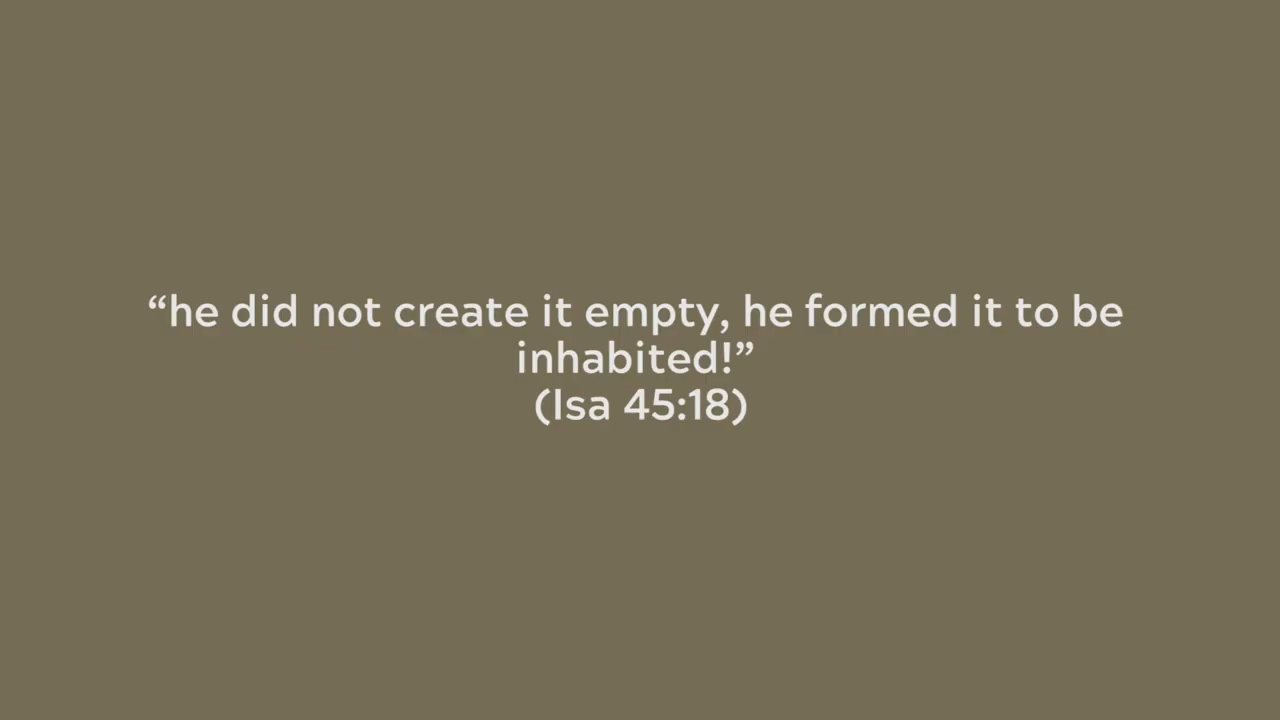 “he did not create it empty, he formed it to be
inhabited!”
(Isa 45:18)